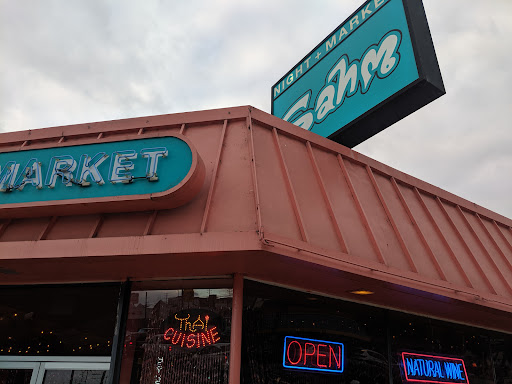 NIGHT + MARKET
Sahm
MARKET
THAI
CUISINE
OPEN
NATURAL WINE